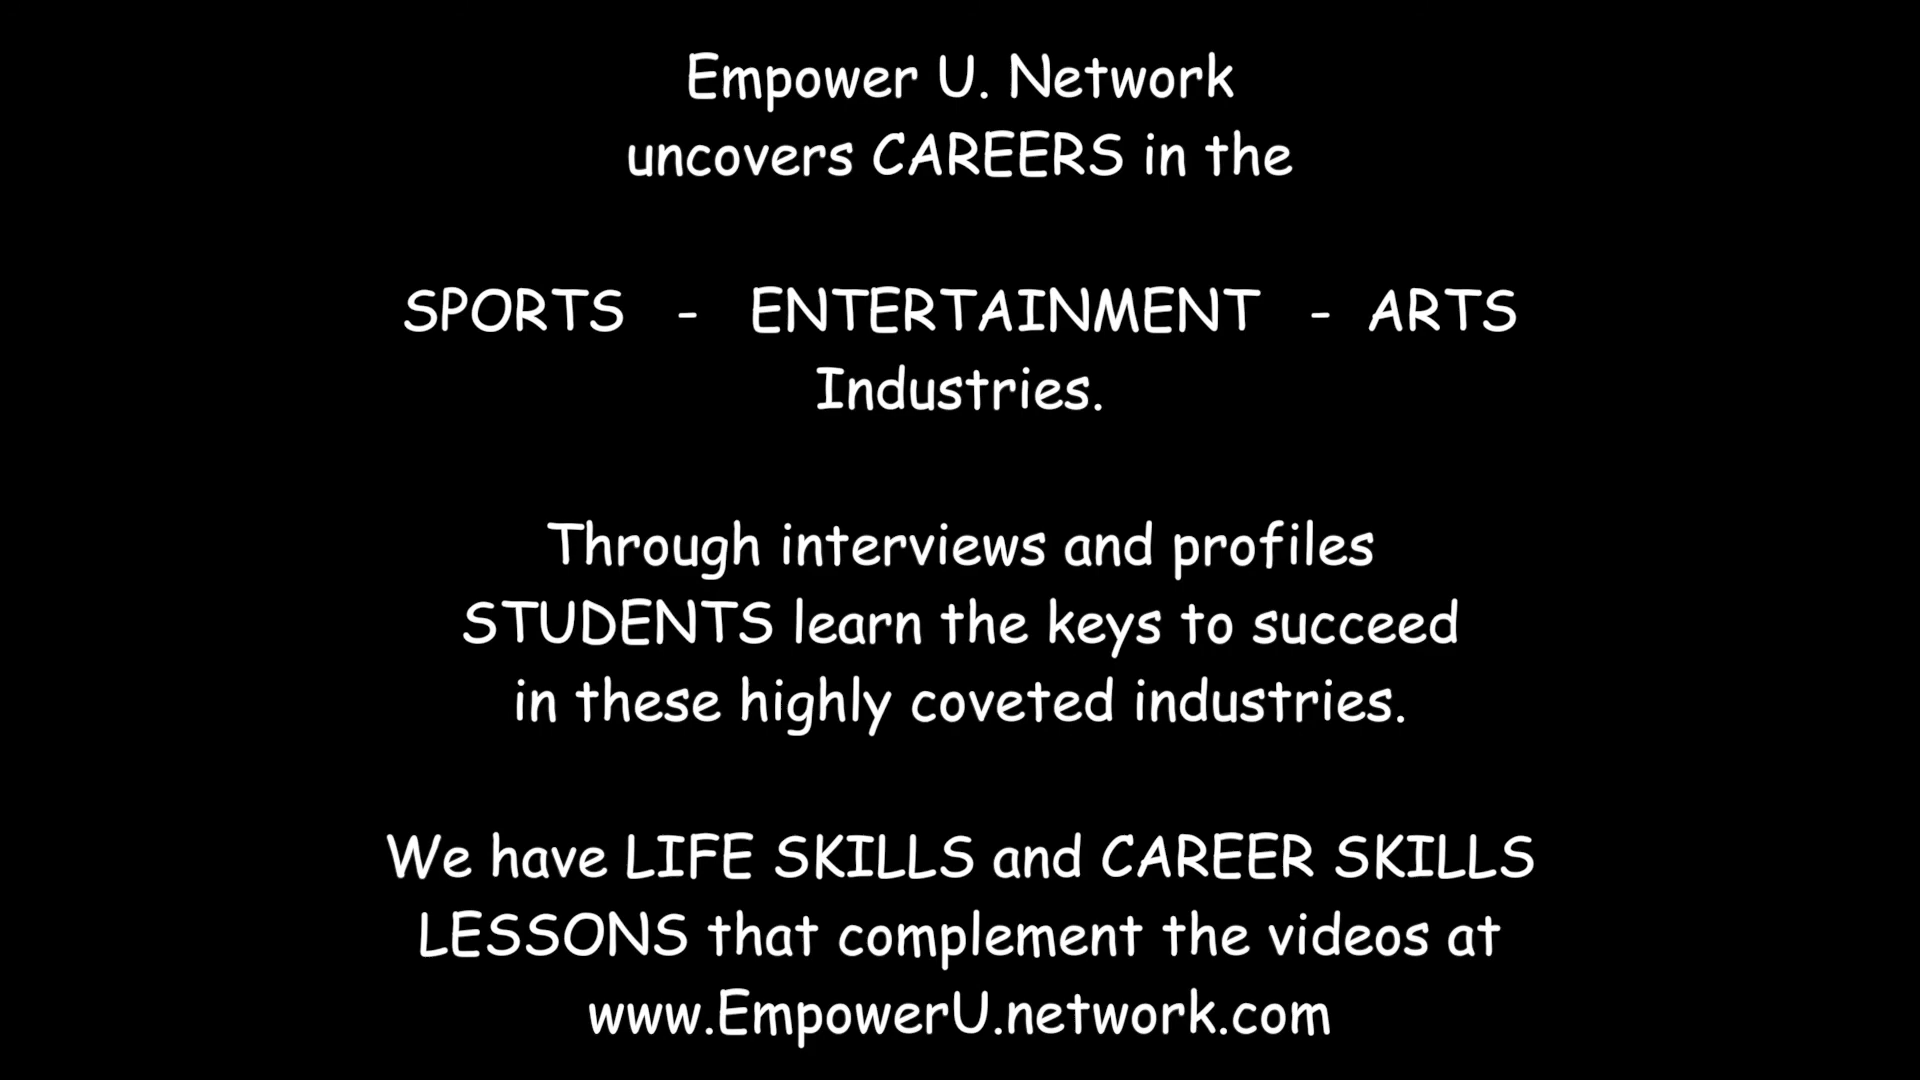 Empower U. Network
uncovers CAREERS in the
SPORTS - ENTERTAINMENT - ARTS
Industries.
Through interviews and profiles
STUDENTS learn the keys to succeed
in these highly coveted industries.
We have LIFE SKILLS and CAREER SKILLS
LESSONS that complement the videos at
www.EmpowerU.network.com